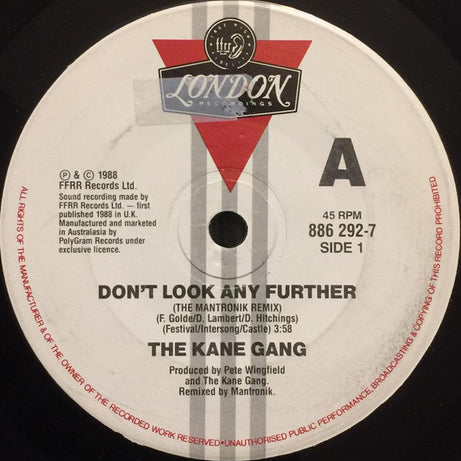 ffrr
LONDON
RECORDINGS
A
℗ & © 1988
FFRR Records Ltd.
Sound recording made by
FFRR Records Ltd. — first
published 1988 in U.K.
Manufactured and marketed
in Australasia by
PolyGram Records under
exclusive licence.
45 RPM
886 292-7
SIDE 1
DON'T LOOK ANY FURTHER
(THE MANTRONIK REMIX)
(F. Golde/D. Lambert/D. Hitchings)
(Festival/Intersong/Castle) 3:58
THE KANE GANG
Produced by Pete Wingfield
and The Kane Gang.
Remixed by Mantronik.
ALL RIGHTS OF THE MANUFACTURER & OF THE OWNER OF THE RECORDED WORK RESERVED•UNAUTHORISED PUBLIC PERFORMANCE, BROADCASTING & COPYING OF THIS RECORD PROHIBITED